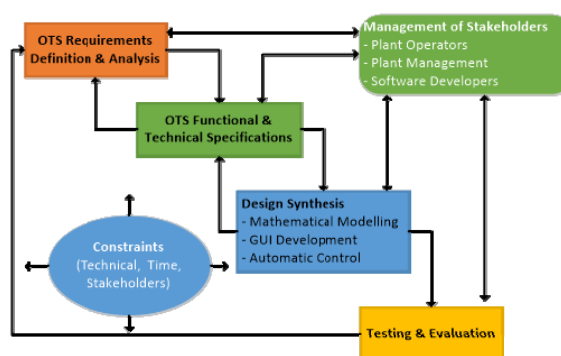 OTS Requirements
Definition & Analysis
Management of Stakeholders
- Plant Operators
- Plant Management
- Software Developers
OTS Functional &
Technical Specifications
Design Synthesis
- Mathematical Modelling
- GUI Development
- Automatic Control
Constraints
(Technical, Time,
Stakeholders)
Testing & Evaluation